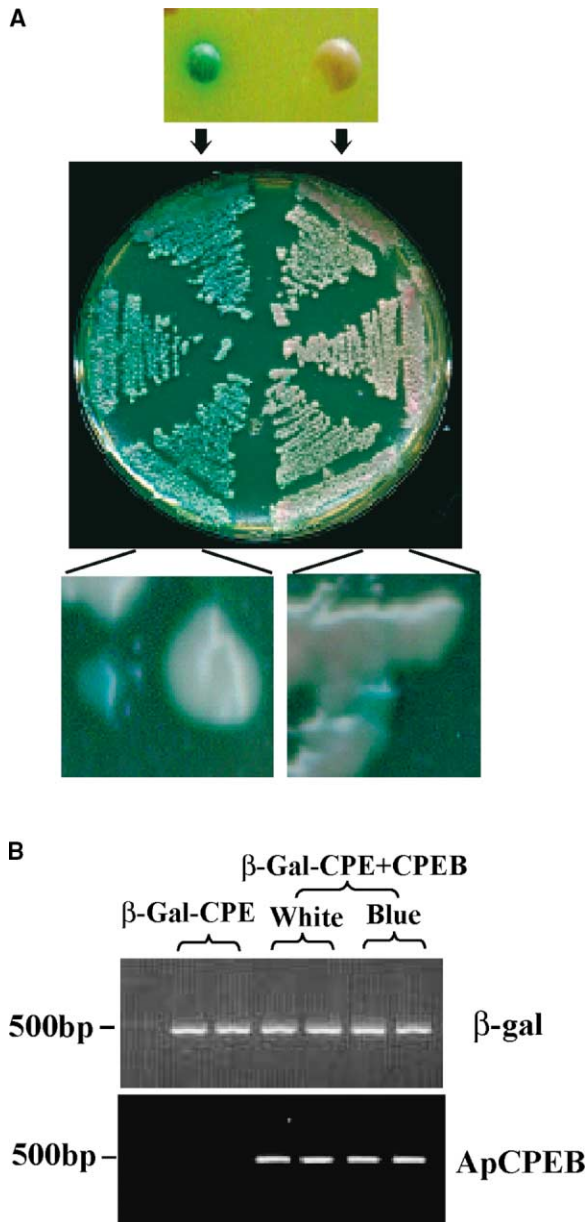 A
B
β-Gal-CPE+CPEB
β-Gal-CPE White Blue
500bp β-gal
500bp ApCPEB